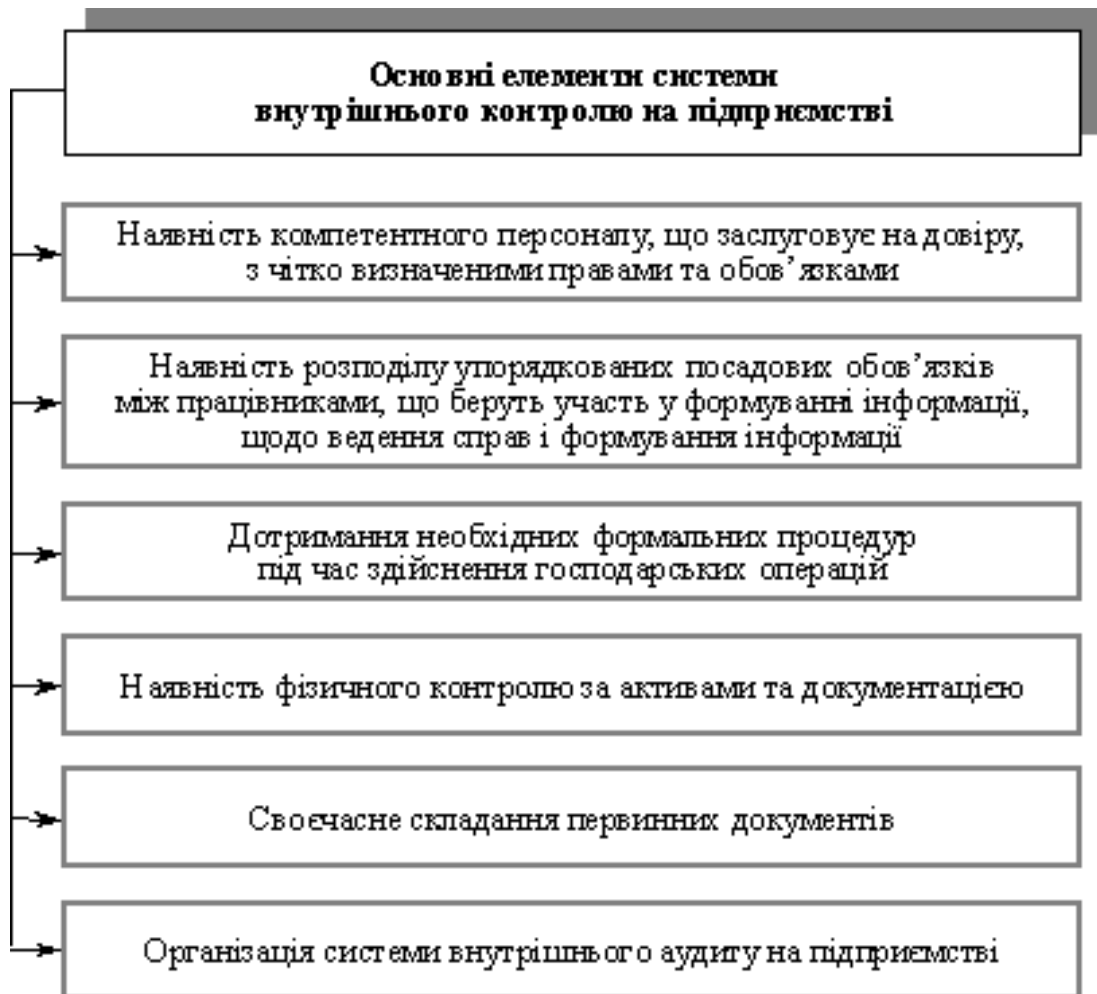 Основні елементи системи
внутрішнього контролю на підприємстві
Наявність компетентного персоналу, що заслуговує на довіру,
з чітко визначеними правами та обов’язками
Наявність розподілу упорядкованих посадових обов’язків
між працівниками, що беруть участь у формуванні інформації,
щодо ведення справ і формування інформації
Дотримання необхідних формальних процедур
під час здійснення господарських операцій
Наявність фізичного контролю за активами та документацією
Своєчасне складання первинних документів
Організація системи внутрішнього аудиту на підприємстві